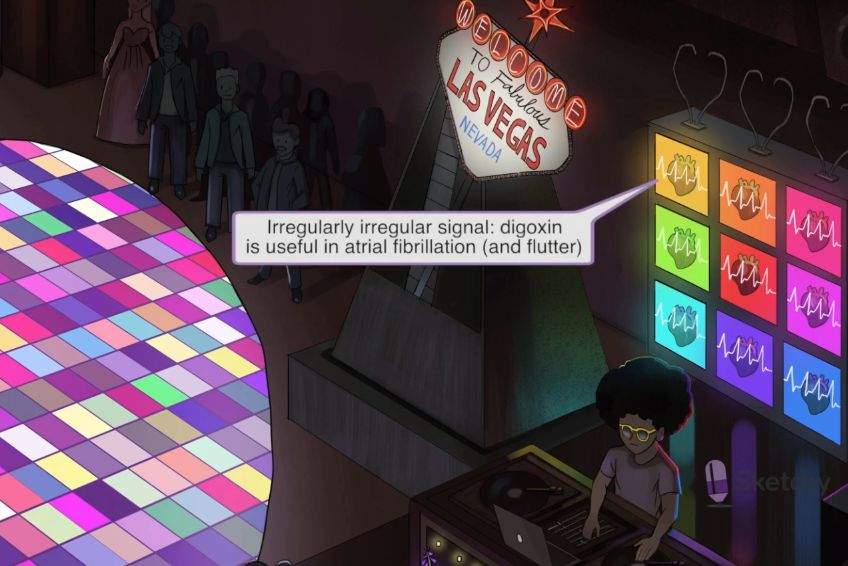 WELCOME
TO Fabulous
LAS VEGAS
NEVADA
Irregularly irregular signal: digoxin
is useful in atrial fibrillation (and flutter)
Sketchy